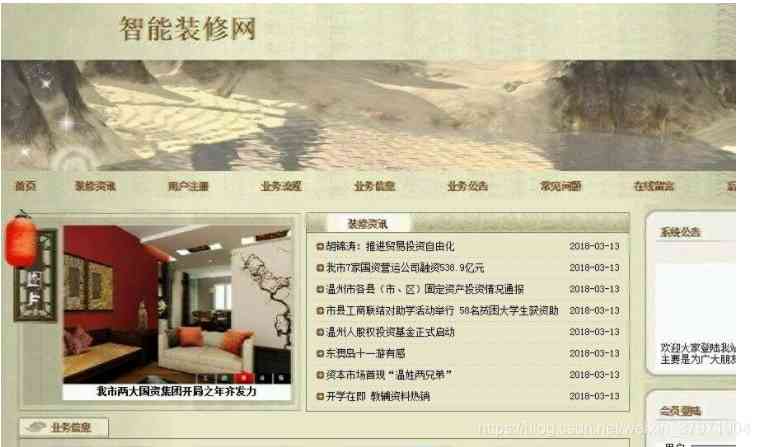 智能装修网
首页 装修资讯 用户注册 业务流程 业务信息 业务公告 常见问题 在线留言
图片
我市两大国资集团开局之年齐发力
装修资讯
胡锦涛：推进贸易投资自由化 2018-03-13
我市7家国资营运公司融资538.9亿元 2018-03-13
温州市各县（市、区）固定资产投资情况通报 2018-03-13
市县工商联结对助学活动举行 58名贫困大学生获资助 2018-03-13
温州人股权投资基金正式启动 2018-03-13
东澳岛十一游有感 2018-03-13
资本市场首现“温姓两兄弟” 2018-03-13
开学在即 教辅资料热销 2018-03-13
系统公告
欢迎大家登陆我站
主要是为广大朋友
会员登陆
用户
业务信息